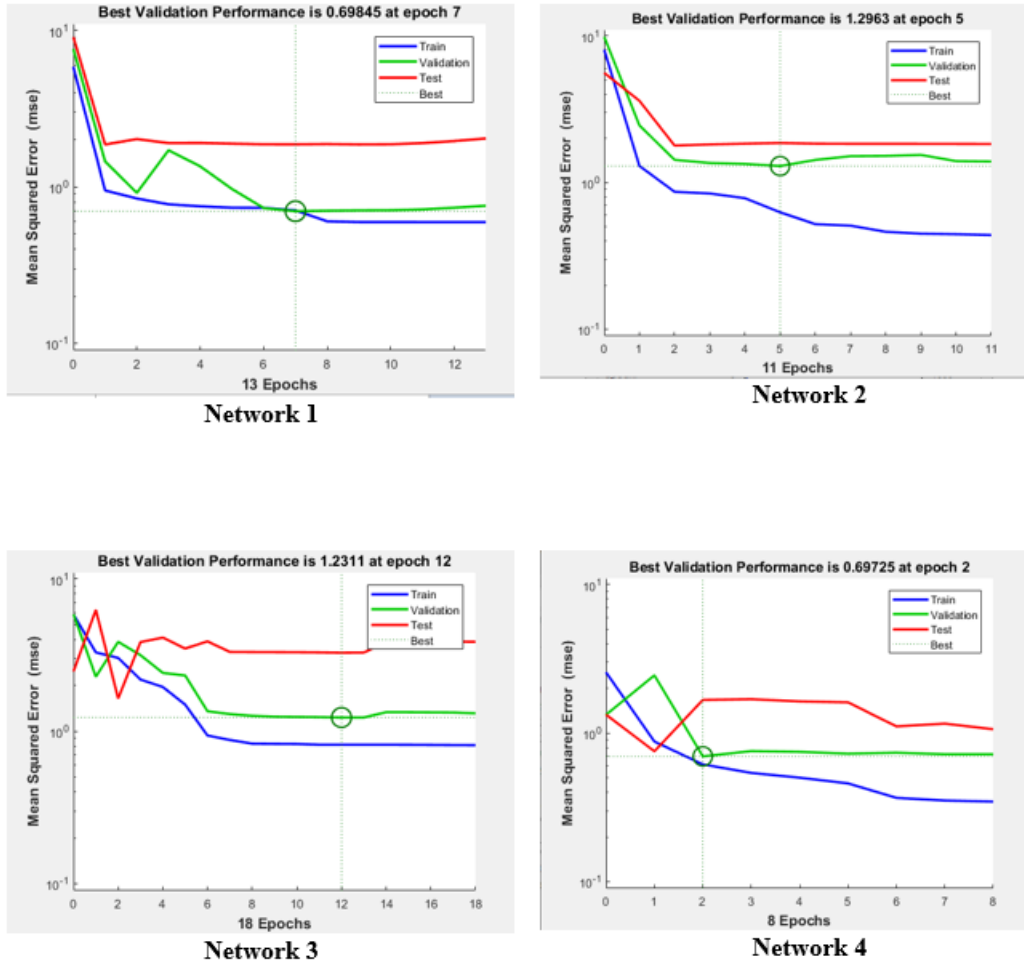 Best Validation Performance is 0.69845 at epoch 7
Train
Validation
Test
Best
Mean Squared Error (mse)
10^1
10^0
10^-1
0 2 4 6 8 10 12
13 Epochs
Network 1
Best Validation Performance is 1.2963 at epoch 5
Train
Validation
Test
Best
Mean Squared Error (mse)
10^1
10^0
10^-1
0 1 2 3 4 5 6 7 8 9 10 11
11 Epochs
Network 2
Best Validation Performance is 1.2311 at epoch 12
Train
Validation
Test
Best
Mean Squared Error (mse)
10^1
10^0
10^-1
0 2 4 6 8 10 12 14 16 18
18 Epochs
Network 3
Best Validation Performance is 0.69725 at epoch 2
Train
Validation
Test
Best
Mean Squared Error (mse)
10^1
10^0
10^-1
0 1 2 3 4 5 6 7 8
8 Epochs
Network 4